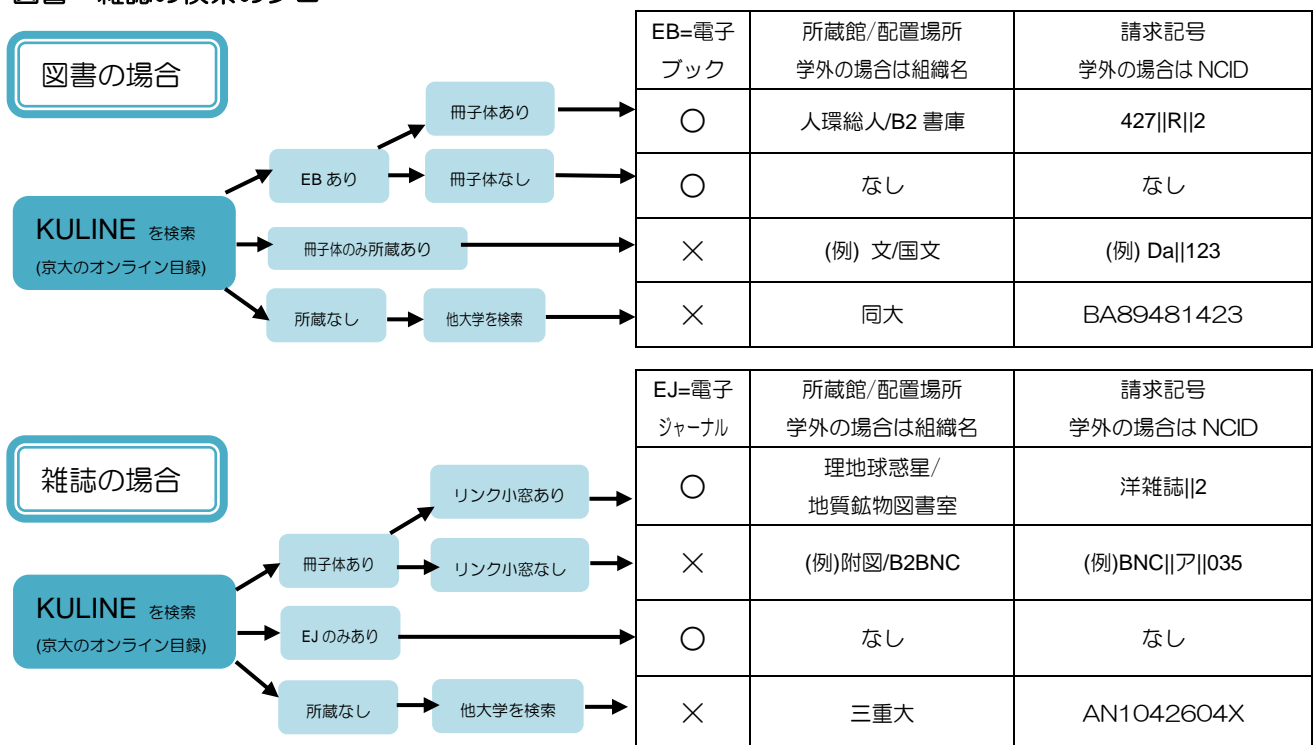 図書・雑誌の検索のフロー
図書の場合
KULINE を検索
(京大のオンライン目録)
EB あり
冊子体あり
冊子体なし
冊子体のみ所蔵あり
所蔵なし
他大学を検索
EB=電子
ブック
所蔵館/配置場所
学外の場合は組織名
請求記号
学外の場合は NCID
○
人環総人/B2 書庫
427||R||2
○
なし
なし
×
(例) 文/国文
(例) Da||123
×
同大
BA89481423
雑誌の場合
KULINE を検索
(京大のオンライン目録)
冊子体あり
リンク小窓あり
リンク小窓なし
EJ のみあり
所蔵なし
他大学を検索
EJ=電子
ジャーナル
所蔵館/配置場所
学外の場合は組織名
請求記号
学外の場合は NCID
○
理地球惑星/
地質鉱物図書室
洋雑誌||2
×
(例)附図/B2BNC
(例)BNC||ア||035
○
なし
なし
×
三重大
AN1042604X